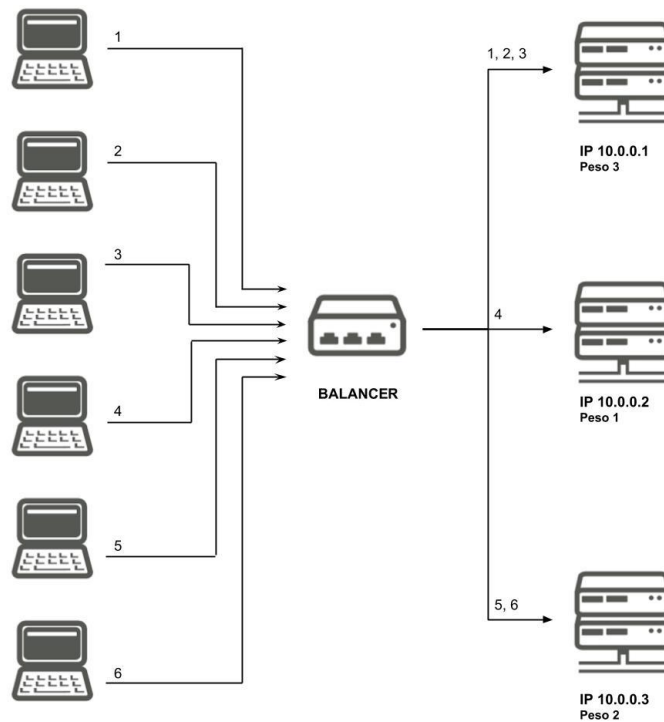 1
2
3
4
5
6
BALANCER
1, 2, 3
IP 10.0.0.1
Peso 3
4
IP 10.0.0.2
Peso 1
5, 6
IP 10.0.0.3
Peso 2